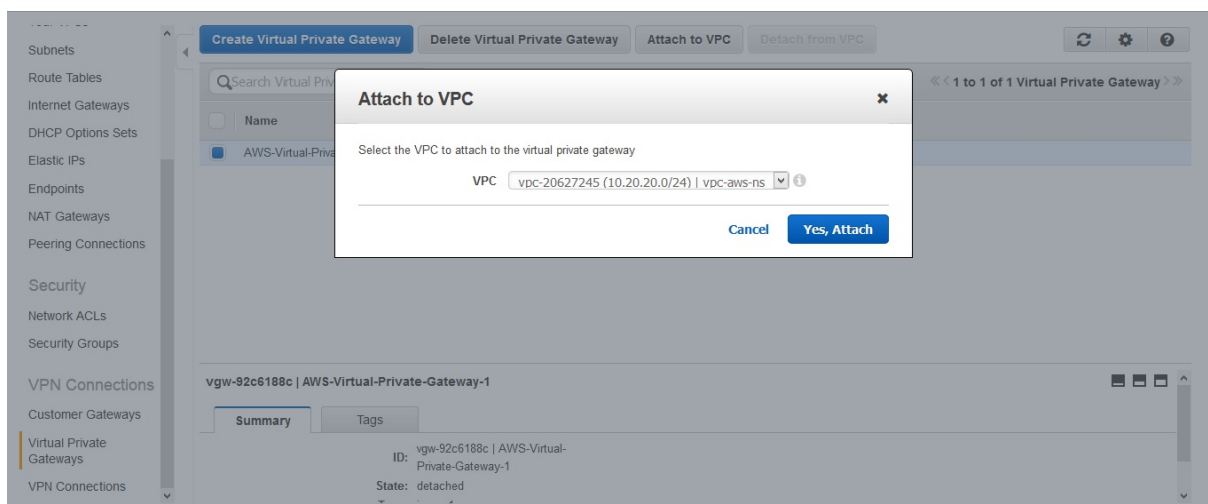 Subnets
Route Tables
Internet Gateways
DHCP Options Sets
Elastic IPs
Endpoints
NAT Gateways
Peering Connections
Security
Network ACLs
Security Groups
VPN Connections
Customer Gateways
Virtual Private
Gateways
VPN Connections
Create Virtual Private Gateway
Delete Virtual Private Gateway
Attach to VPC
Detach from VPC
Search Virtual Priv
1 to 1 of 1 Virtual Private Gateway
Name
AWS-Virtual-Priva
Attach to VPC
Select the VPC to attach to the virtual private gateway
VPC vpc-20627245 (10.20.20.0/24) | vpc-aws-ns
Cancel Yes, Attach
vgw-92c6188c | AWS-Virtual-Private-Gateway-1
Summary Tags
ID: vgw-92c6188c | AWS-Virtual-
Private-Gateway-1
State: detached